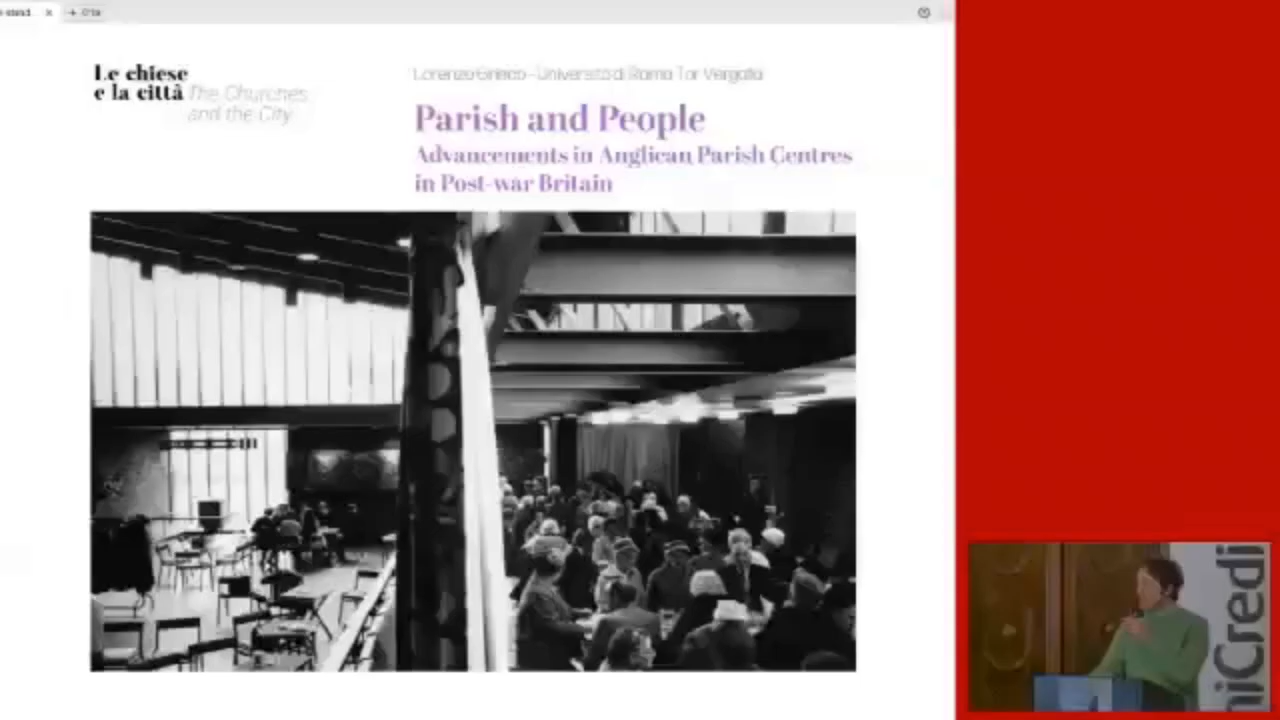 Le chiese
e la città The Churches
and the City
Lorenzo Grieco - Università di Roma Tor Vergata
Parish and People
Advancements in Anglican Parish Centres
in Post-war Britain
niCredi